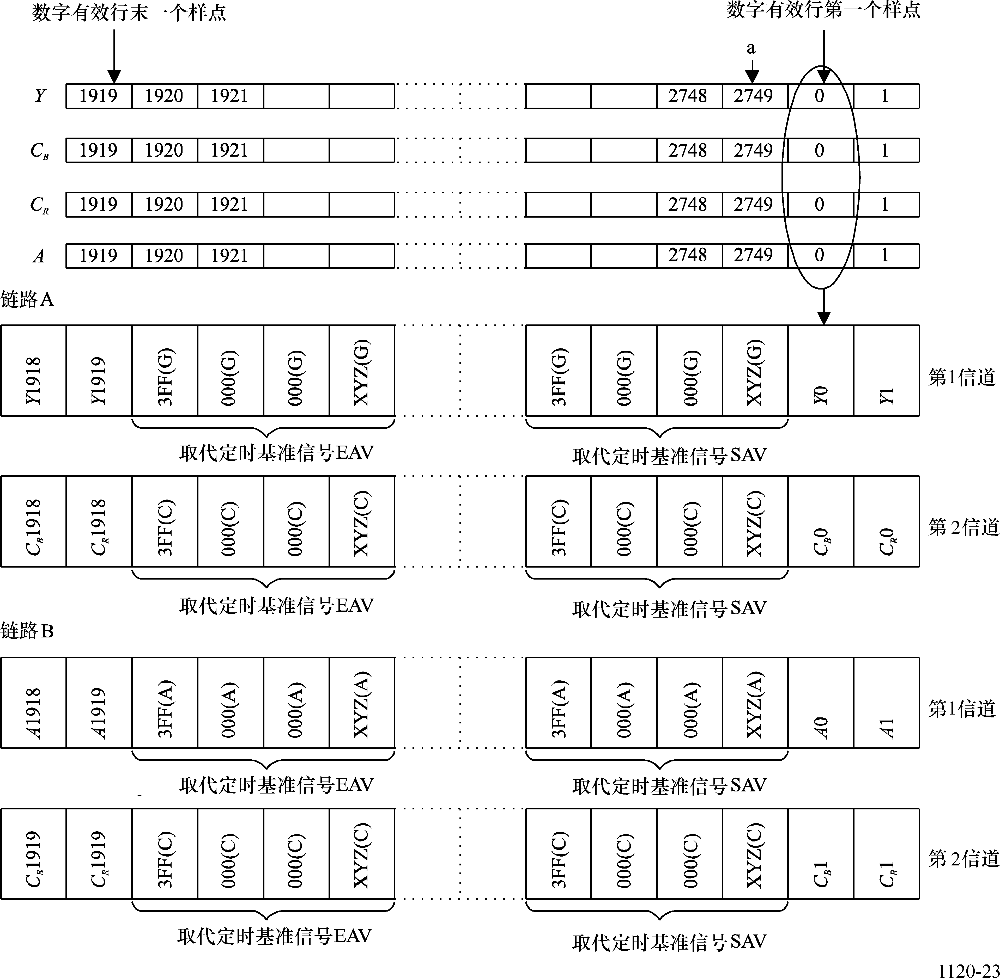 数字有效行末一个样点 数字有效行第一个样点
a
Y 1919 1920 1921 2748 2749 0 1
C_B 1919 1920 1921 2748 2749 0 1
C_R 1919 1920 1921 2748 2749 0 1
A 1919 1920 1921 2748 2749 0 1
链路A
Y1918 Y1919 3FF(G) 000(G) 000(G) XYZ(G) 3FF(G) 000(G) 000(G) XYZ(G) Y0 Y1 第1信道
取代定时基准信号EAV 取代定时基准信号SAV
C_B1918 C_R1918 3FF(C) 000(C) 000(C) XYZ(C) 3FF(C) 000(C) 000(C) XYZ(C) C_B0 C_R0 第2信道
取代定时基准信号EAV 取代定时基准信号SAV
链路B
A1918 A1919 3FF(A) 000(A) 000(A) XYZ(A) 3FF(A) 000(A) 000(A) XYZ(A) A0 A1 第1信道
取代定时基准信号EAV 取代定时基准信号SAV
C_B1919 C_R1919 3FF(C) 000(C) 000(C) XYZ(C) 3FF(C) 000(C) 000(C) XYZ(C) C_B1 C_R1 第2信道
取代定时基准信号EAV 取代定时基准信号SAV
1120-23